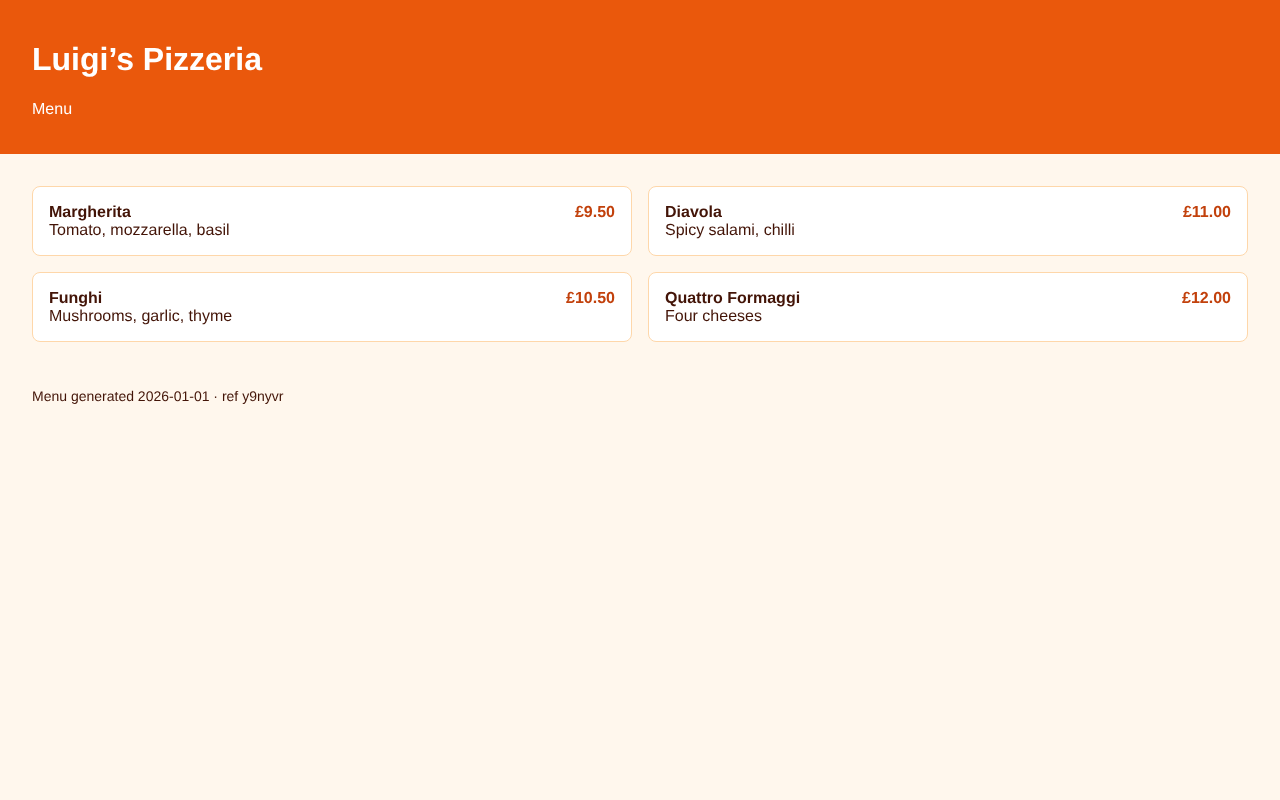 Luigi’s Pizzeria
Menu
Margherita £9.50
Tomato, mozzarella, basil
Diavola £11.00
Spicy salami, chilli
Funghi £10.50
Mushrooms, garlic, thyme
Quattro Formaggi £12.00
Four cheeses
Menu generated 2026-01-01 · ref y9nyvr